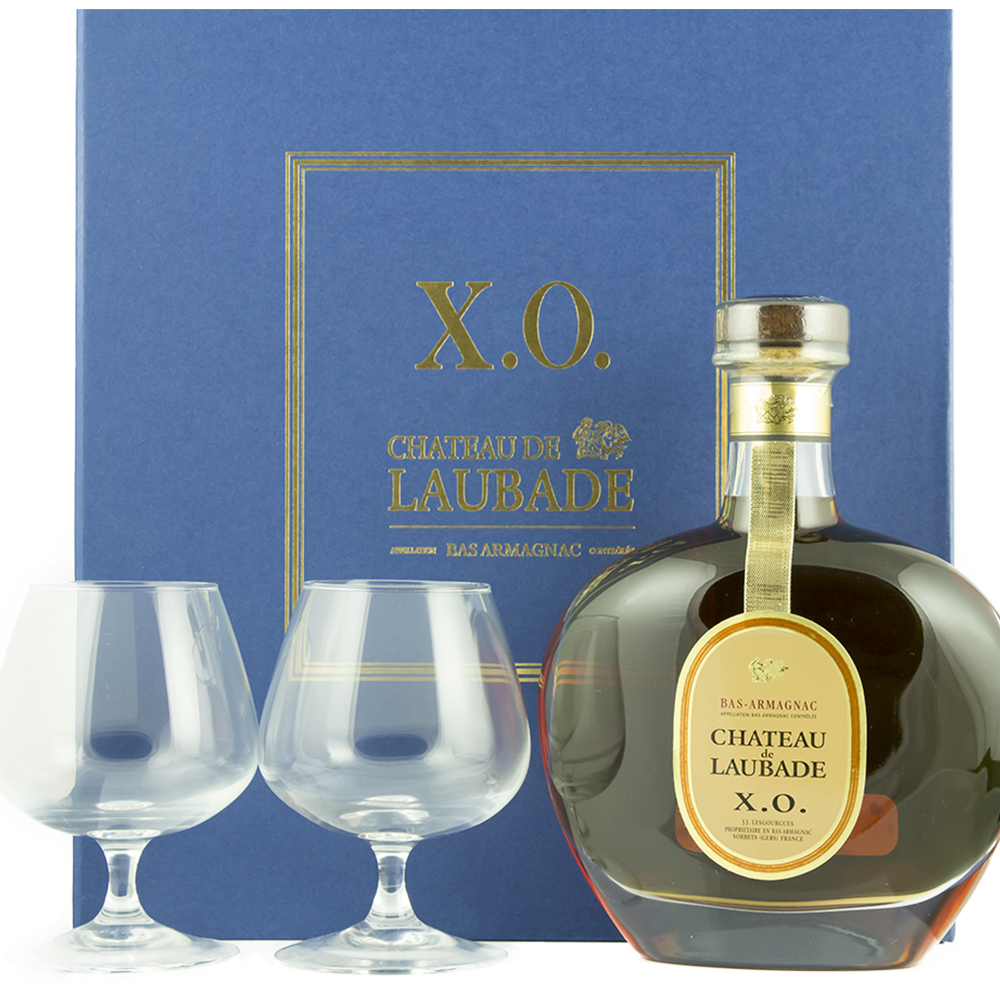 X.O.
CHATEAU DE
LAUBADE
APPELLATION BAS ARMAGNAC CONTRÔLÉE
BAS-ARMAGNAC
APPELLATION BAS ARMAGNAC CONTRÔLÉE
CHATEAU
de
LAUBADE
X.O.
J.J. LESGOURGUES
PROPRIETAIRE EN BAS-ARMAGNAC
SORBETS (GERS) FRANCE